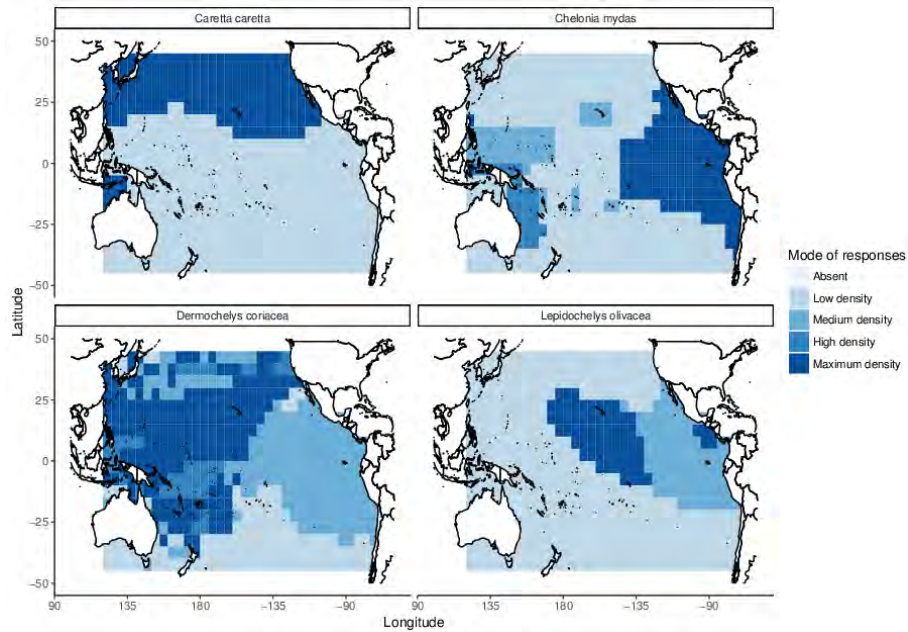 Caretta caretta
Chelonia mydas
50
25
0
−25
−50
Dermochelys coriacea
Lepidochelys olivacea
50
25
0
−25
−50
90
135
180
−135
−90
90
135
180
−135
−90
Latitude
Longitude
Mode of responses
Absent
Low density
Medium density
High density
Maximum density